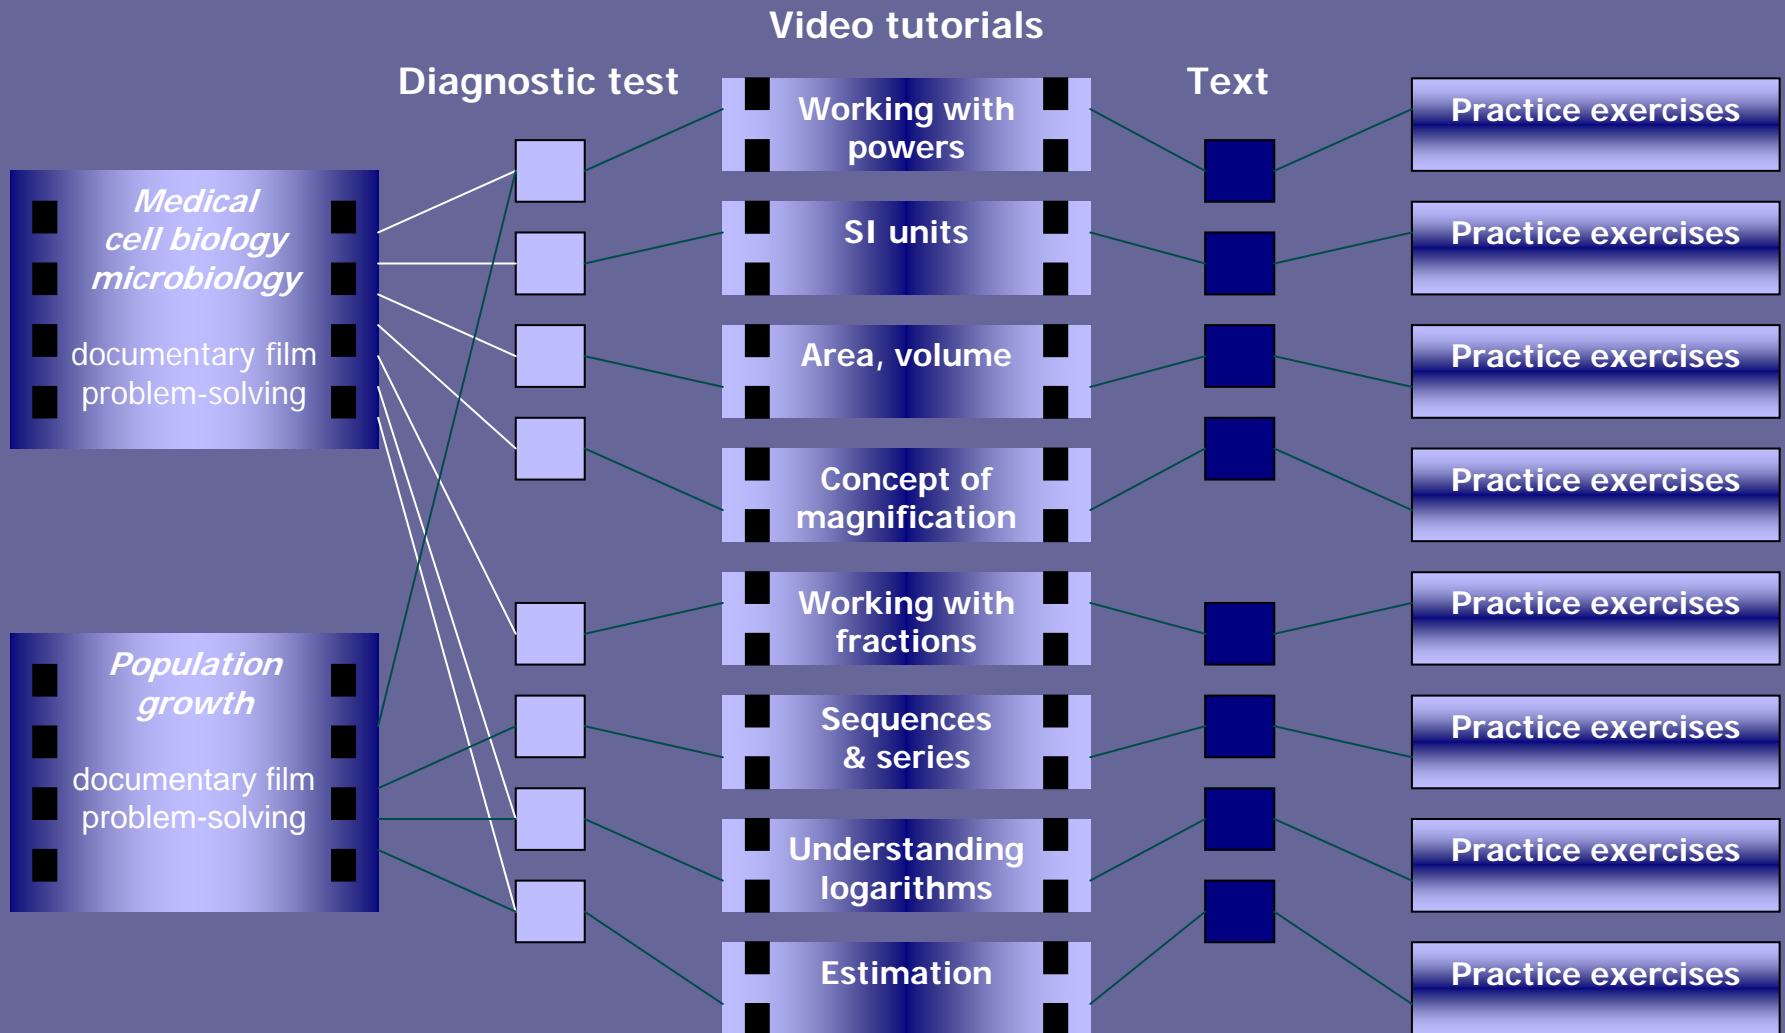 Video tutorials
Diagnostic test
Text
Medical
cell biology
microbiology
documentary film
problem-solving
Population
growth
documentary film
problem-solving
Working with
powers
SI units
Area, volume
Concept of
magnification
Working with
fractions
Sequences
& series
Understanding
logarithms
Estimation
Practice exercises
Practice exercises
Practice exercises
Practice exercises
Practice exercises
Practice exercises
Practice exercises
Practice exercises